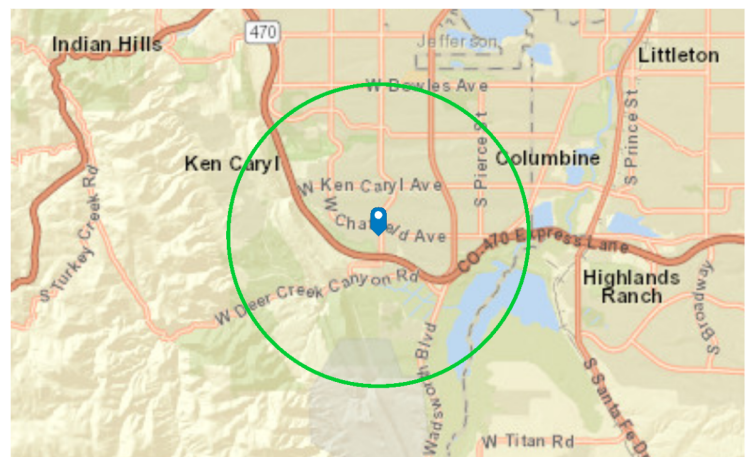 470
Indian Hills
Jefferson
Littleton
W Bowles Ave
S Prince St
S Pierce St
Columbine
Ken Caryl
W Ken Caryl Ave
S Turkey Creek Rd
W Chatfield Ave
CO-470 Express Lane
W Deer Creek Canyon Rd
Highlands
Ranch
S Broadway
Wadsworth Blvd
S Santa Fe Dr
W Titan Rd